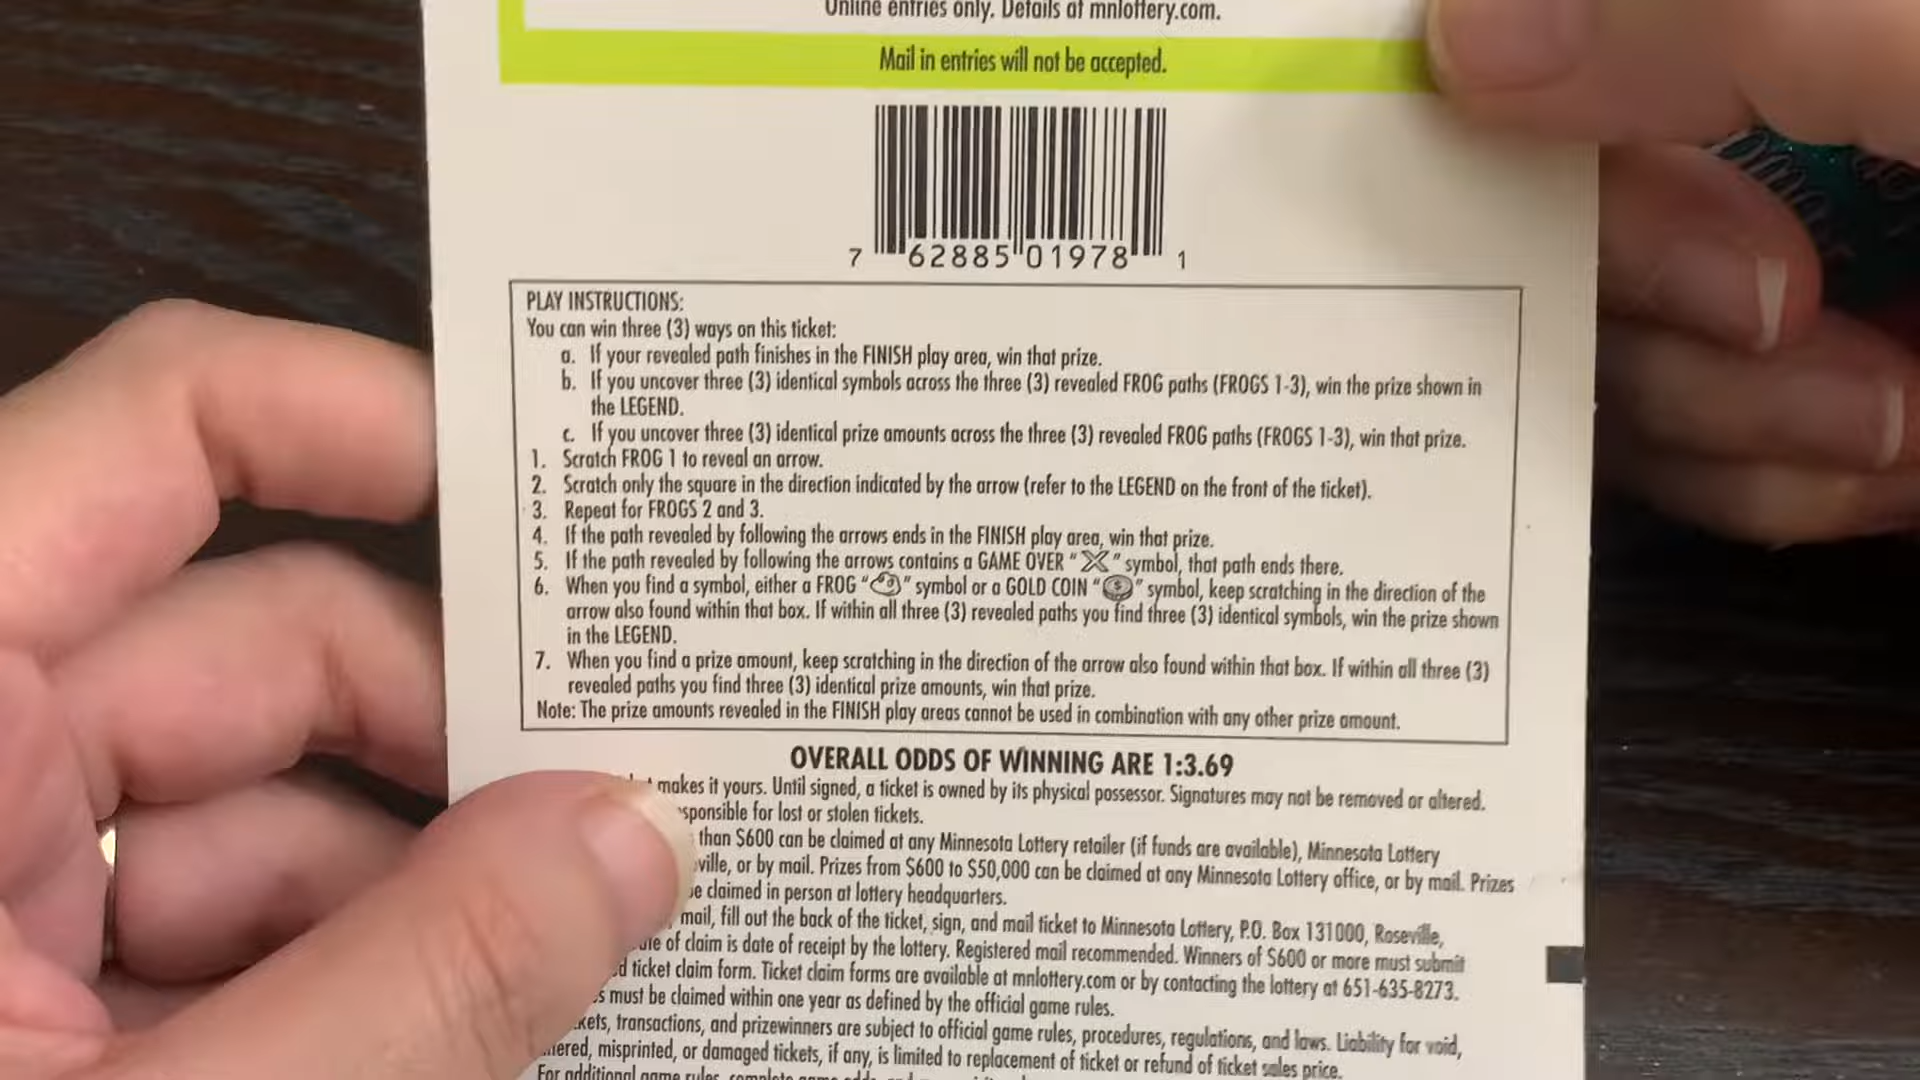 Online entries only. Details at mnlottery.com.
Mail in entries will not be accepted.
7 62885 01978 1
PLAY INSTRUCTIONS:
You can win three (3) ways on this ticket:
a. If your revealed path finishes in the FINISH play area, win that prize.
b. If you uncover three (3) identical symbols across the three (3) revealed FROG paths (FROGS 1-3), win the prize shown in
the LEGEND.
c. If you uncover three (3) identical prize amounts across the three (3) revealed FROG paths (FROGS 1-3), win that prize.
1. Scratch FROG 1 to reveal an arrow.
2. Scratch only the square in the direction indicated by the arrow (refer to the LEGEND on the front of the ticket).
3. Repeat for FROGS 2 and 3.
4. If the path revealed by following the arrows ends in the FINISH play area, win that prize.
5. If the path revealed by following the arrows contains a GAME OVER "X" symbol, that path ends there.
6. When you find a symbol, either a FROG " " symbol or a GOLD COIN " " symbol, keep scratching in the direction of the
arrow also found within that box. If within all three (3) revealed paths you find three (3) identical symbols, win the prize shown
in the LEGEND.
7. When you find a prize amount, keep scratching in the direction of the arrow also found within that box. If within all three (3)
revealed paths you find three (3) identical prize amounts, win that prize.
Note: The prize amounts revealed in the FINISH play areas cannot be used in combination with any other prize amount.
OVERALL ODDS OF WINNING ARE 1:3.69
makes it yours. Until signed, a ticket is owned by its physical possessor. Signatures may not be removed or altered.
for lost or stolen tickets.
than $600 can be claimed at any Minnesota Lottery retailer (if funds are available), Minnesota Lottery
or by mail. Prizes from $600 to $50,000 can be claimed at any Minnesota Lottery office, or by mail. Prizes
be claimed in person at lottery headquarters.
mail, fill out the back of the ticket, sign, and mail ticket to Minnesota Lottery, P.O. Box 131000, Roseville,
of claim is date of receipt by the lottery. Registered mail recommended. Winners of $600 or more must submit
ticket claim form. Ticket claim forms are available at mnlottery.com or by contacting the lottery at 651-635-8273.
must be claimed within one year as defined by the official game rules.
transactions, and prizewinners are subject to official game rules, procedures, regulations, and laws. Liability for void,
misprinted, or damaged tickets, if any, is limited to replacement of ticket or refund of ticket sales price.
For additional game rules, complete game odds,